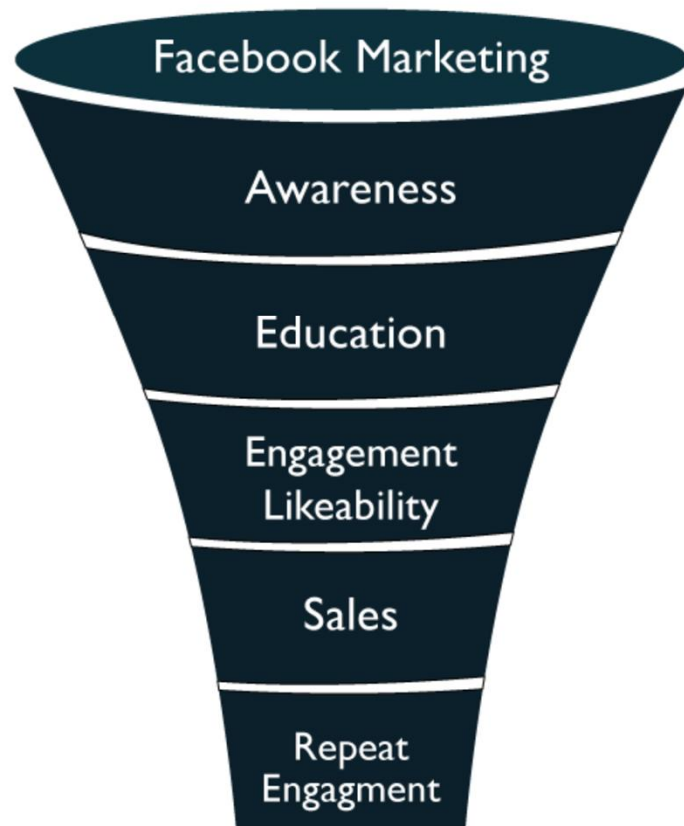 Facebook Marketing
Awareness
Education
Engagement
Likeability
Sales
Repeat
Engagment